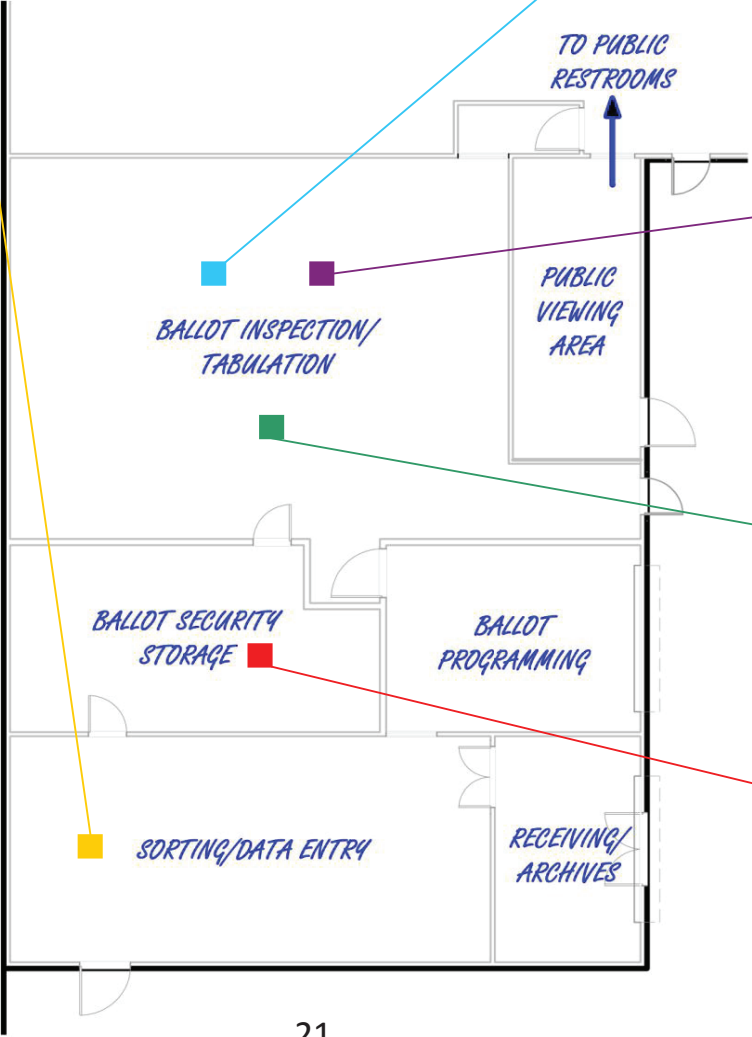 TO PUBLIC
RESTROOMS
PUBLIC
VIEWING
AREA
BALLOT INSPECTION/
TABULATION
BALLOT SECURITY
STORAGE
BALLOT
PROGRAMMING
SORTING/DATA ENTRY
RECEIVING/
ARCHIVES
21